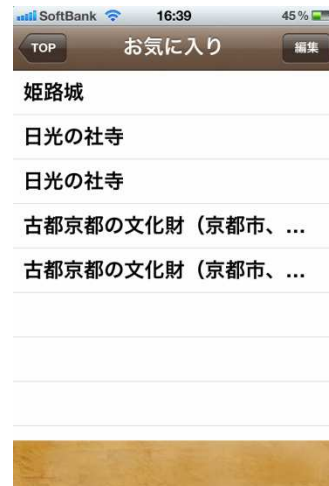 SoftBank 16:39 45%
TOP お気に入り 編集
姫路城
日光の社寺
日光の社寺
古都京都の文化財（京都市、...
古都京都の文化財（京都市、...